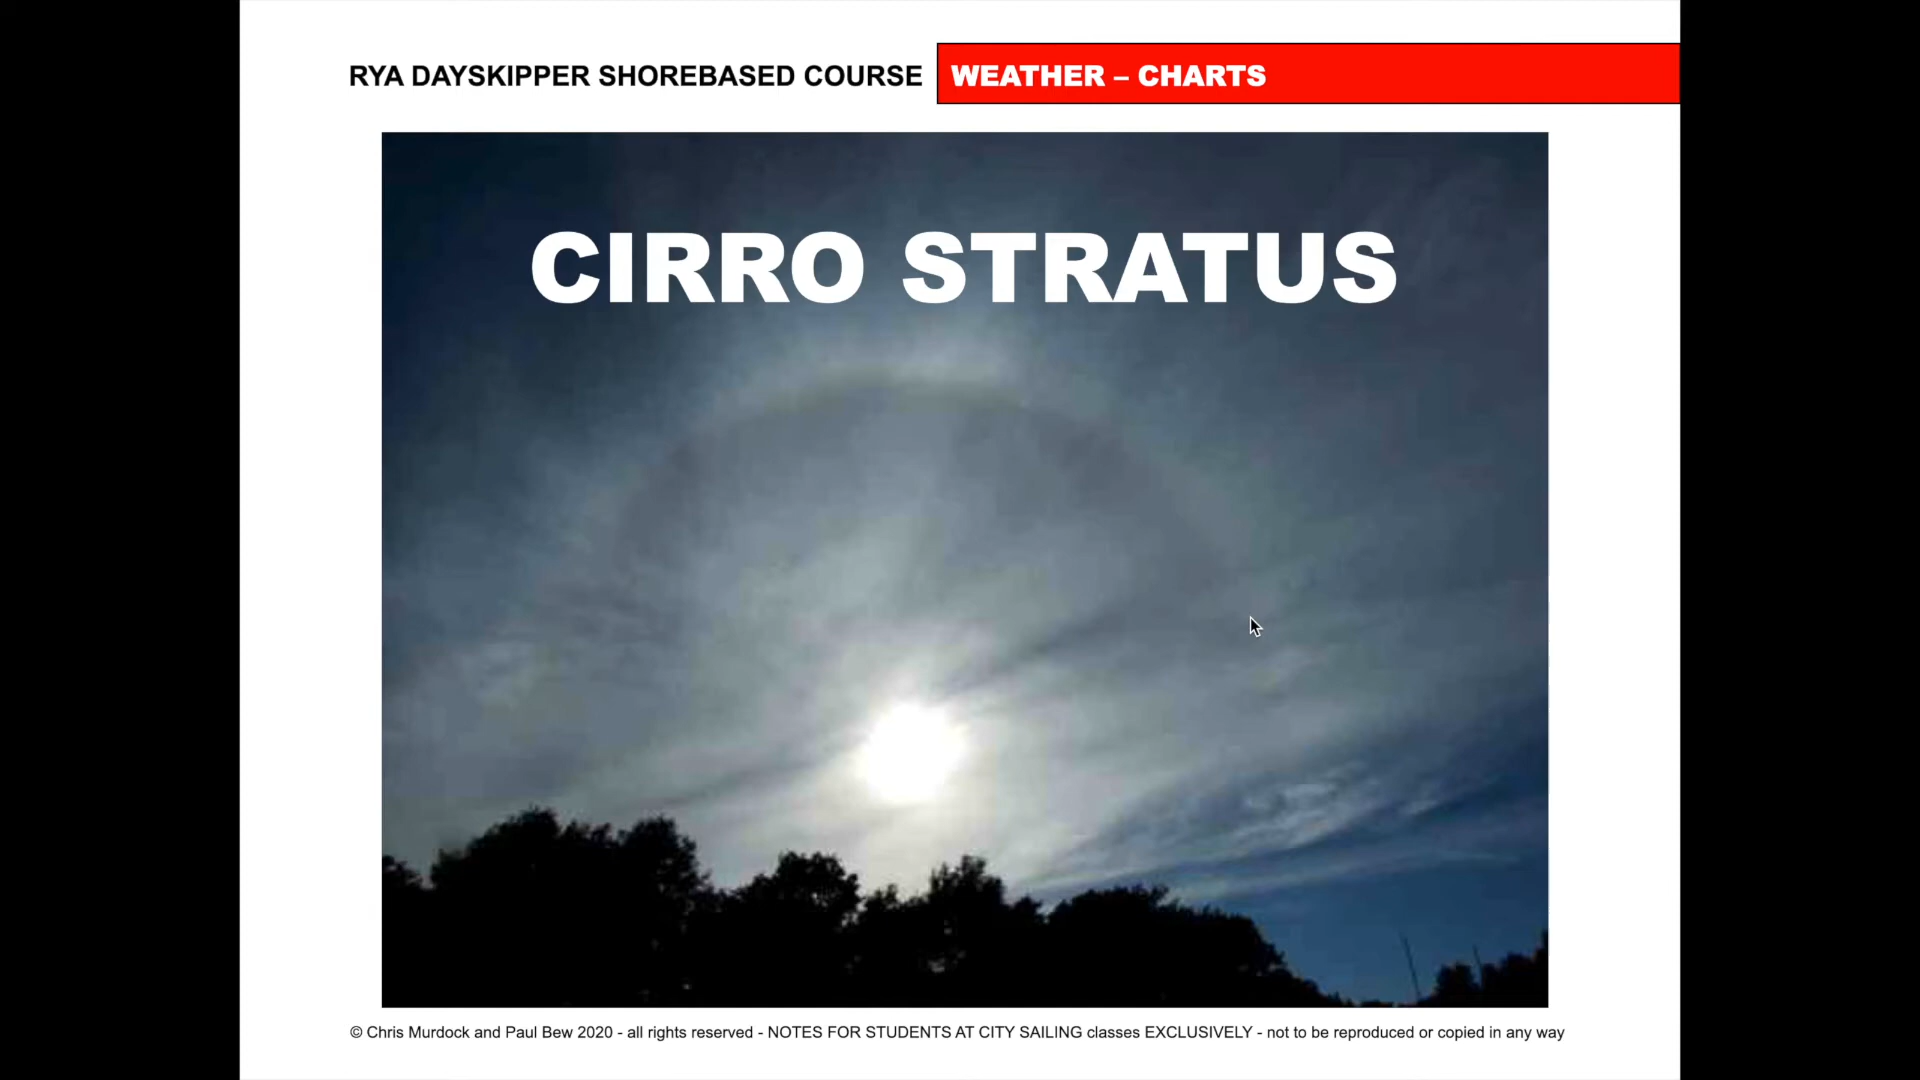 RYA DAYSKIPPER SHOREBASED COURSE WEATHER – CHARTS
CIRRO STRATUS
© Chris Murdock and Paul Bew 2020 - all rights reserved - NOTES FOR STUDENTS AT CITY SAILING classes EXCLUSIVELY - not to be reproduced or copied in any way